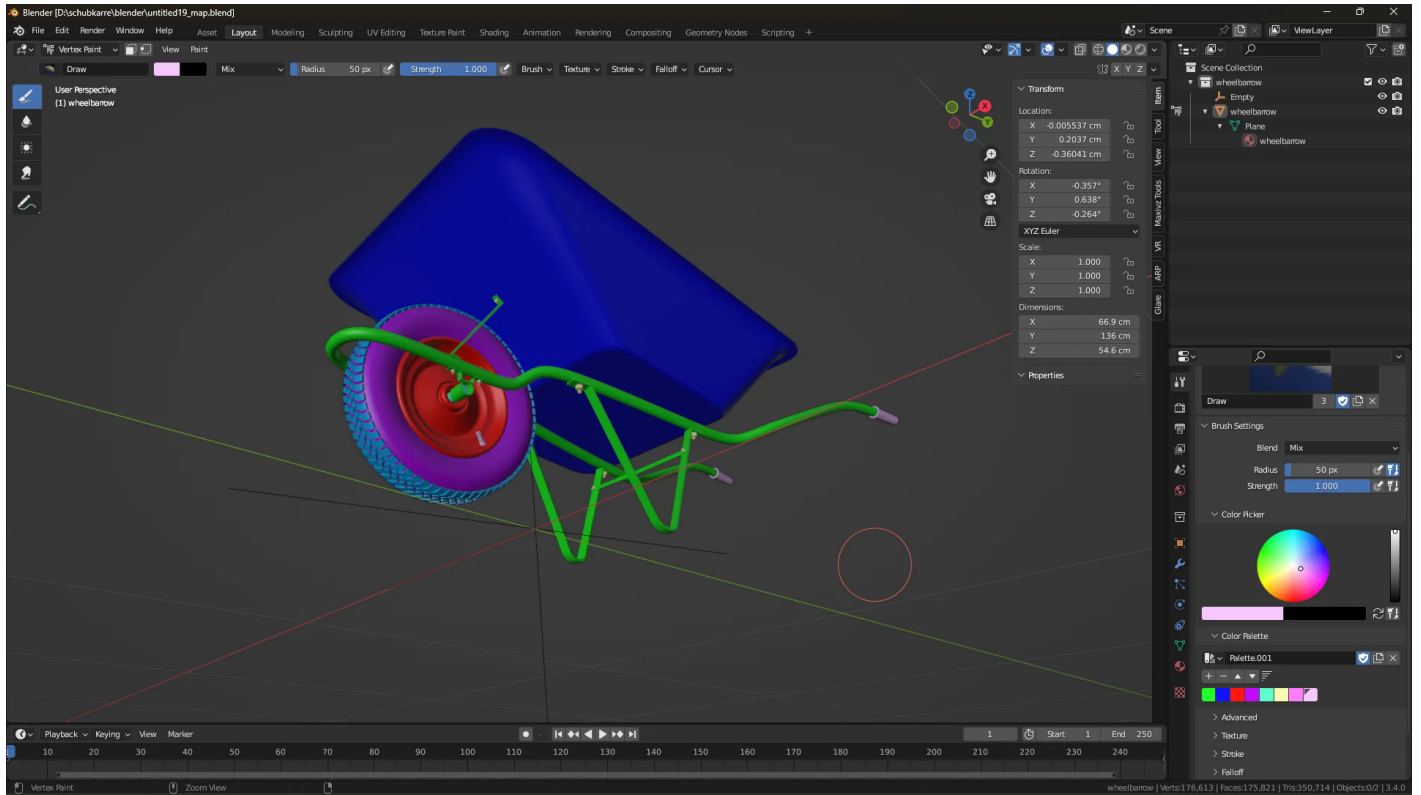 Blender [D:\schubkarre\blender\untitled19_map.blend]
File Edit Render Window Help Asset Layout Modeling Sculpting UV Editing Texture Paint Shading Animation Rendering Compositing Geometry Nodes Scripting + Scene ViewLayer
Vertex Paint View Paint
Draw Mix Radius 50 px Strength 1.000 Brush Texture Stroke Falloff Cursor X Y Z
User Perspective
(1) wheelbarrow
Z
X
Y
Transform
Location:
X -0.005537 cm
Y 0.2037 cm
Z -0.36041 cm
Rotation:
X -0.357°
Y 0.638°
Z -0.264°
XYZ Euler
Scale:
X 1.000
Y 1.000
Z 1.000
Dimensions:
X 66.9 cm
Y 136 cm
Z 54.6 cm
Properties
Item
Tool
View
Maxivz Tools
VR
ARP
Glare
Scene Collection
wheelbarrow
Empty
wheelbarrow
Plane
wheelbarrow
Draw 3
Brush Settings
Blend Mix
Radius 50 px
Strength 1.000
Color Picker
Color Palette
Palette.001
Advanced
Texture
Stroke
Falloff
Playback Keying View Marker 1 Start 1 End 250
10 20 30 40 50 60 70 80 90 100 110 120 130 140 150 160 170 180 190 200 210 220 230 240
Vertex Paint Zoom View wheelbarrow | Verts:176,613 | Faces:175,821 | Tris:350,714 | Objects:0/2 | 3.4.0